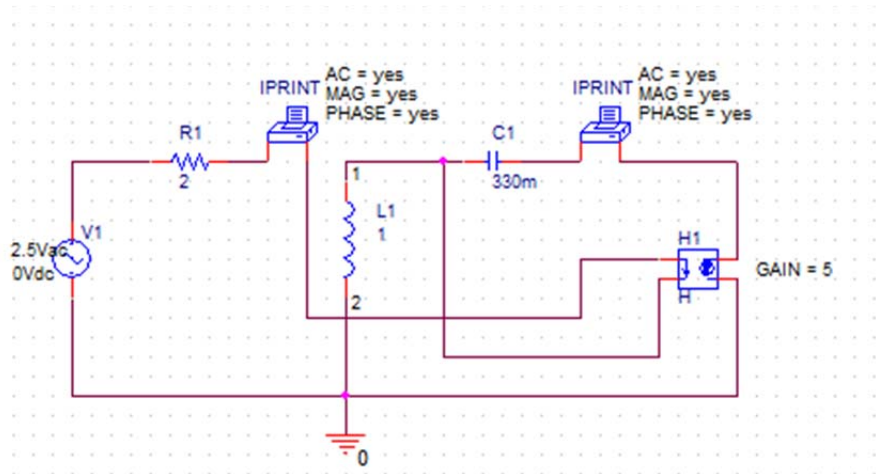 IPRINT
AC = yes
MAG = yes
PHASE = yes
IPRINT
AC = yes
MAG = yes
PHASE = yes
R1
2
C1
330m
1
L1
1
2
V1
2.5Vac
0Vdc
H1
H
GAIN = 5
0